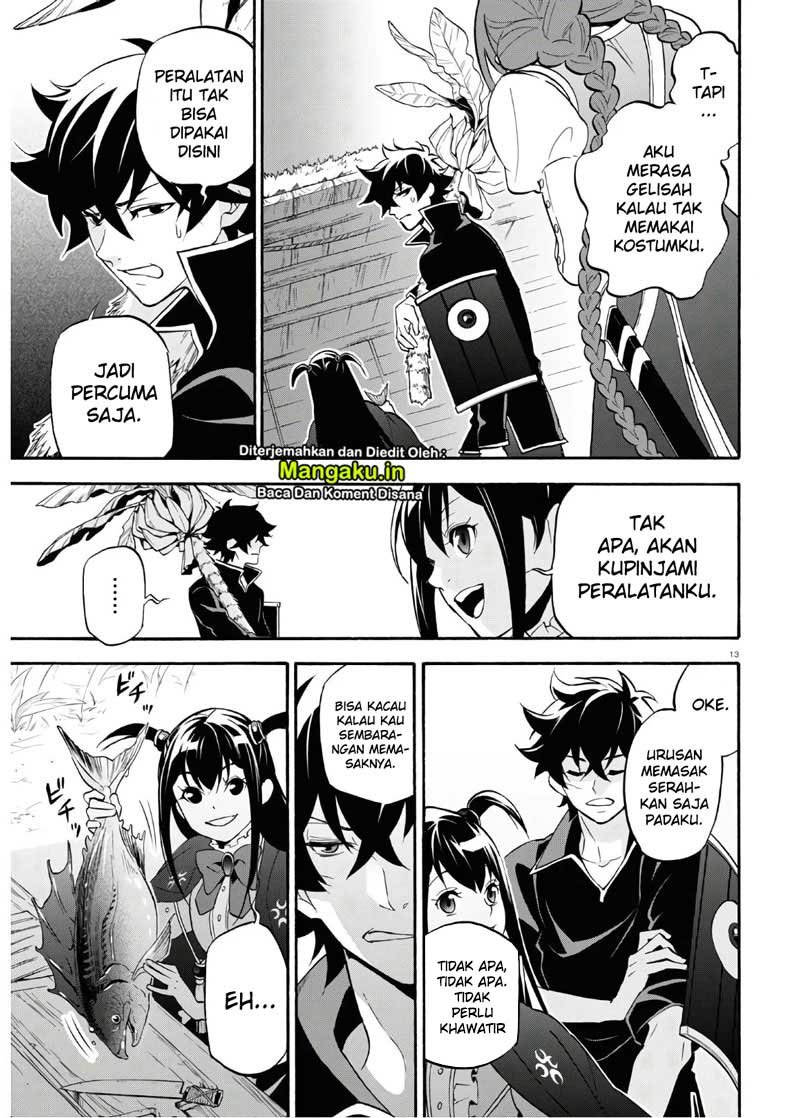 T-
TAPI
...
AKU
MERASA
GELISAH
KALAU TAK
MEMAKAI
KOSTUMKU.
PERALATAN
ITU TAK
BISA
DIPAKAI
DISINI
JADI
PERCUMA
SAJA.
Diterjemahkan dan Diedit Oleh :
Mangaku.in
Baca Dan Koment Disana
TAK
APA, AKAN
KUPINJAMI
PERALATANKU.
......
13
OKE.
URUSAN
MEMASAK
SERAH-
KAN SAJA
PADAKU.
TIDAK APA,
TIDAK APA.
TIDAK
PERLU
KHAWATIR
BISA KACAU
KALAU KAU
SEMBARA-
NGAN MEMA-
SAKNYA.
EH...
ビチ
ビチ